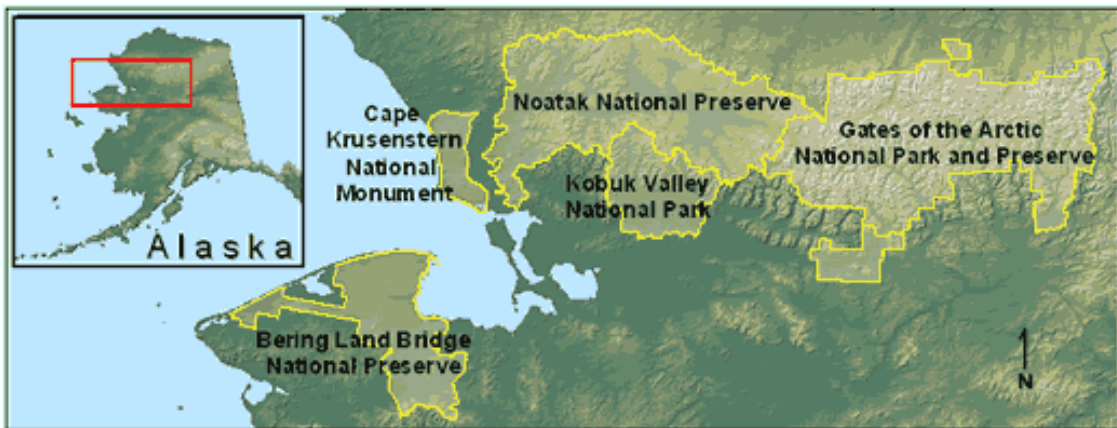 Alaska
Cape
Krusenstern
National
Monument
Noatak National Preserve
Kobuk Valley
National Park
Gates of the Arctic
National Park and Preserve
Bering Land Bridge
National Preserve
N